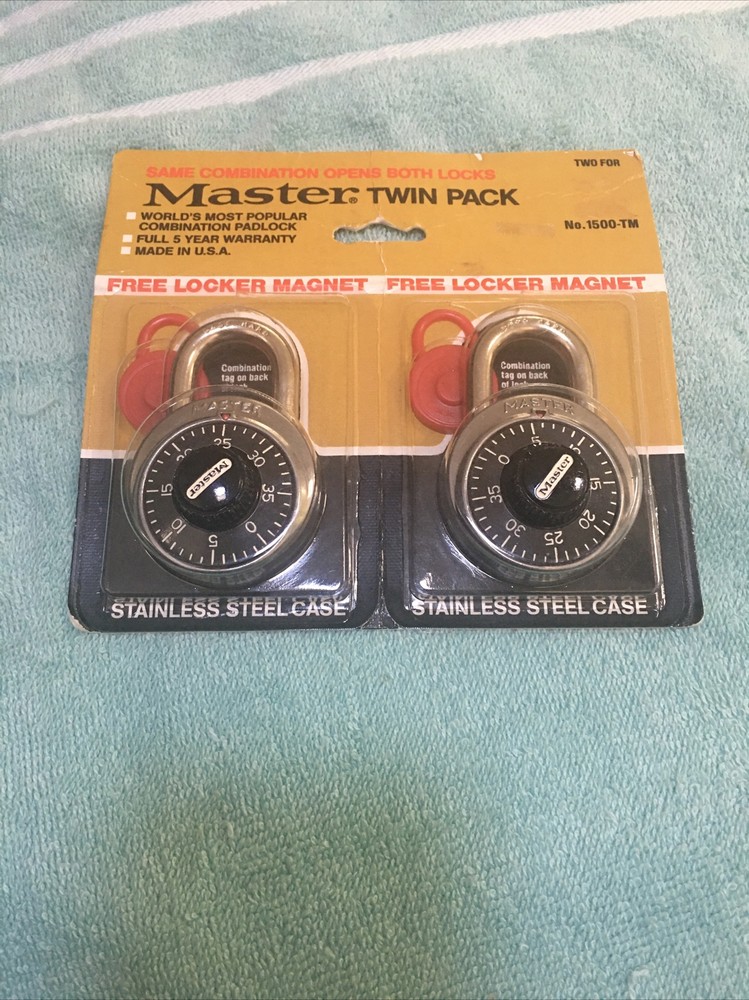 SAME COMBINATION OPENS BOTH LOCKS
TWO FOR
Master® TWIN PACK
WORLD'S MOST POPULAR
COMBINATION PADLOCK
FULL 5 YEAR WARRANTY
MADE IN U.S.A.
No. 1500-TM
FREE LOCKER MAGNET FREE LOCKER MAGNET
Combination
tag on back
Combination
tag on back
of lock
MASTER
25 30 35 0 5 10 15
Master
MASTER
5 10 15 20 25 30 35 0
Master
STAINLESS STEEL CASE STAINLESS STEEL CASE